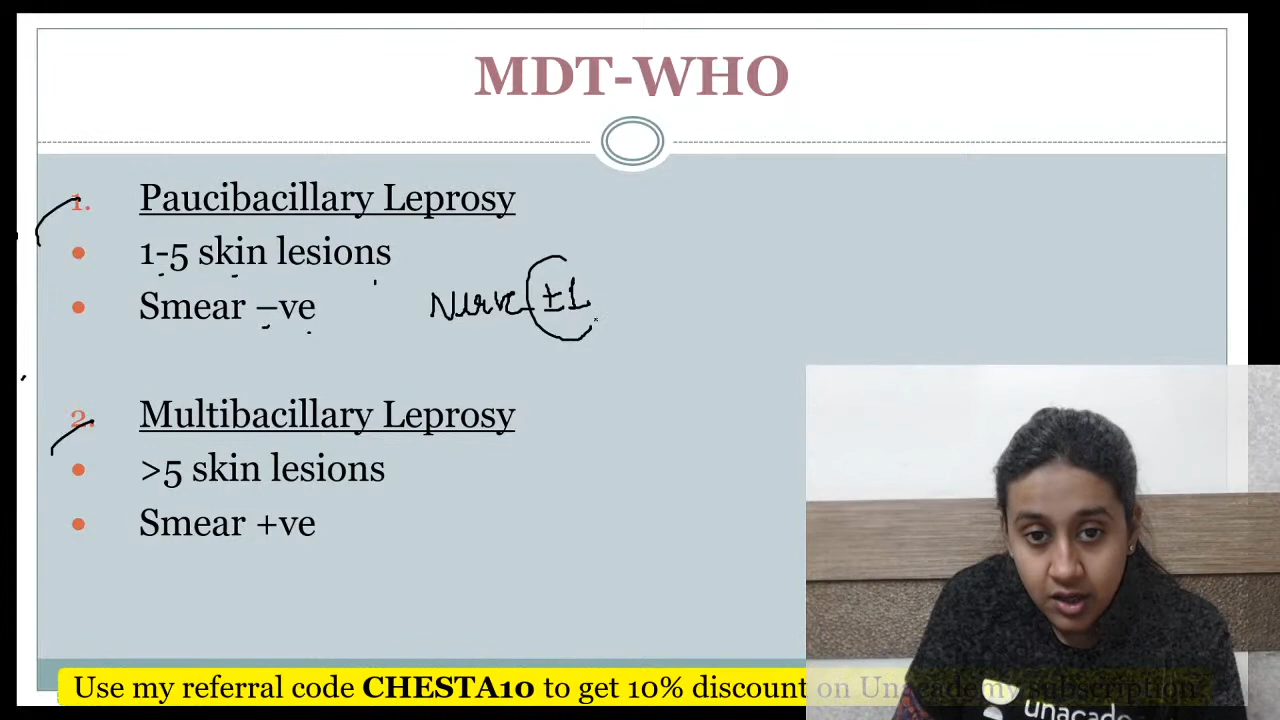 MDT-WHO
1. Paucibacillary Leprosy
• 1-5 skin lesions
• Smear –ve
Nerve ±1
2. Multibacillary Leprosy
• >5 skin lesions
• Smear +ve
Use my referral code CHESTA10 to get 10% discount on Unacademy subscription
unacade